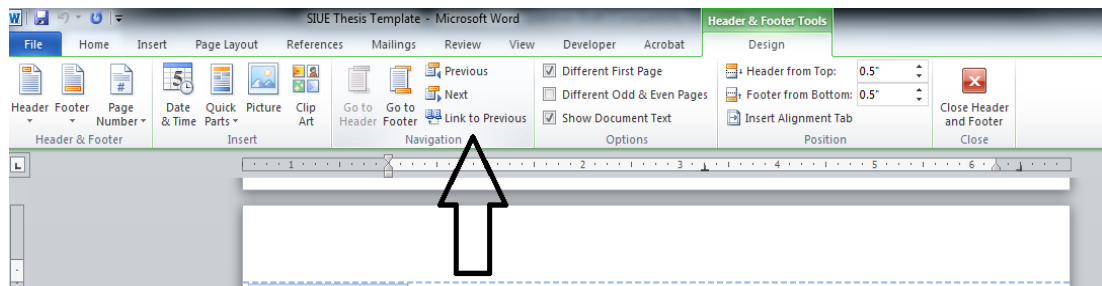 SIUE Thesis Template - Microsoft Word
Header & Footer Tools
File Home Insert Page Layout References Mailings Review View Developer Acrobat Design
Header Footer Page Number
Header & Footer
Date & Time Quick Parts Picture Clip Art
Insert
Go to Header Go to Footer
Previous
Next
Link to Previous
Navigation
Different First Page
Different Odd & Even Pages
Show Document Text
Options
Header from Top: 0.5"
Footer from Bottom: 0.5"
Insert Alignment Tab
Position
Close Header and Footer
Close
1 1 2 3 4 5 6